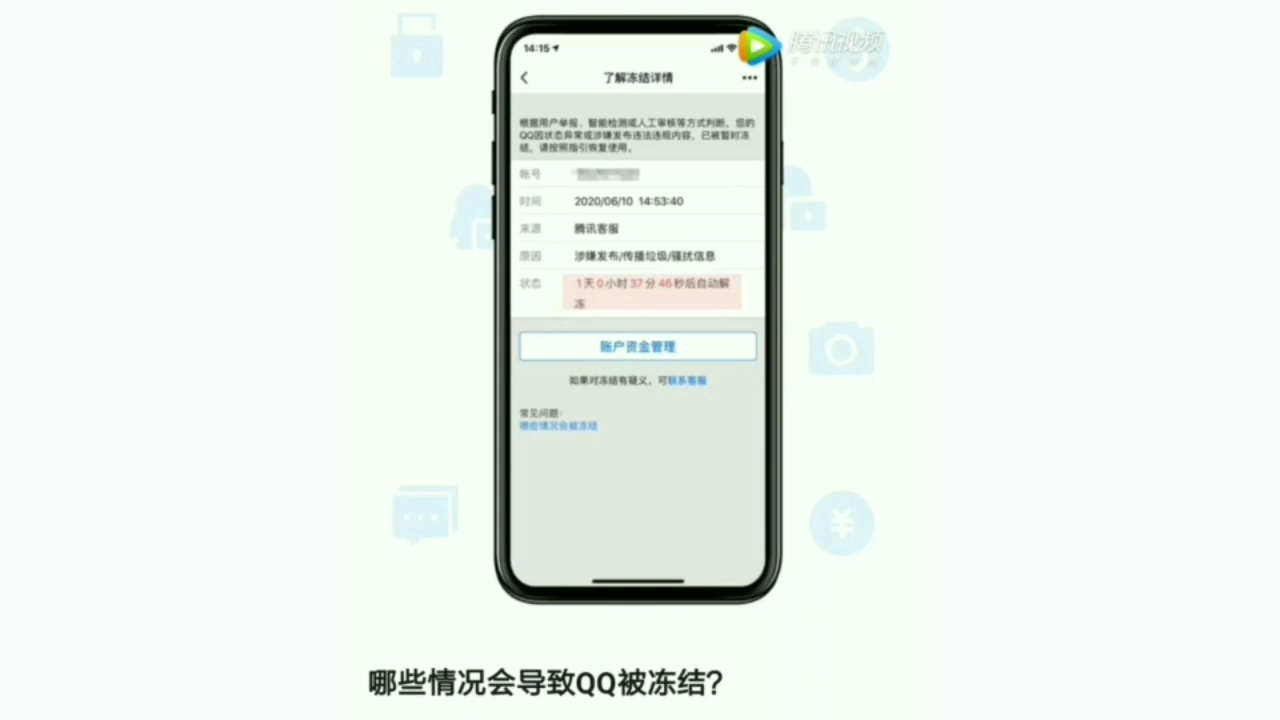 14:15
腾讯视频
了解冻结详情
根据用户举报、智能检测或人工审核等方式判断，您的
QQ因状态异常或涉嫌发布违法违规内容，已被暂时冻
结，请按照指引恢复使用。
账号
时间 2020/06/10 14:53:40
来源 腾讯客服
原因 涉嫌发布/传播垃圾/骚扰信息
状态 1天0小时37分46秒后自动解
冻
账户资金管理
如果对冻结有疑义，可联系客服
常见问题：
哪些情况会被冻结
哪些情况会导致QQ被冻结？